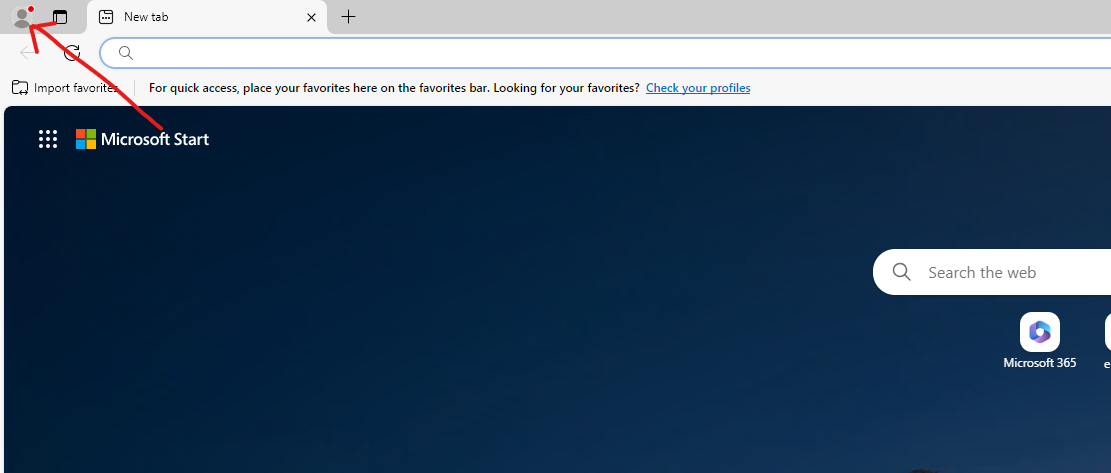 New tab
Import favorites
For quick access, place your favorites here on the favorites bar. Looking for your favorites? Check your profiles
Microsoft Start
Search the web
Microsoft 365
e